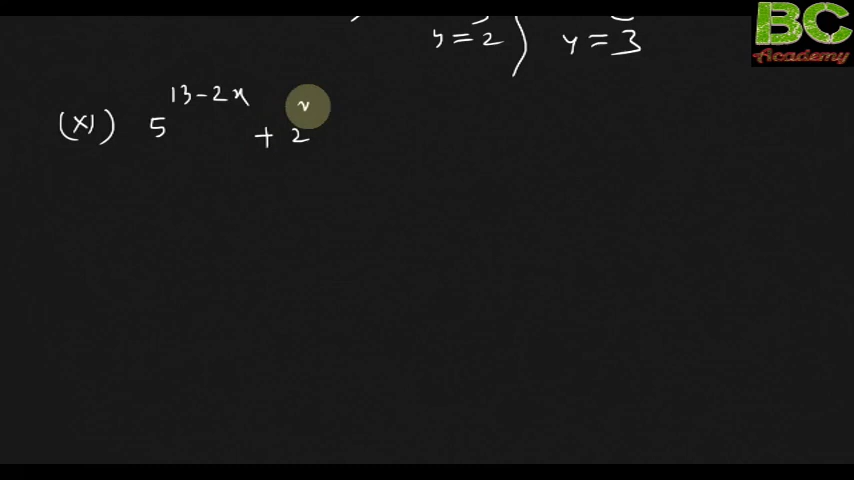 y = 2 ) y = 3
BC
Academy
(XI) 5^{13-2x} + 2^{x}